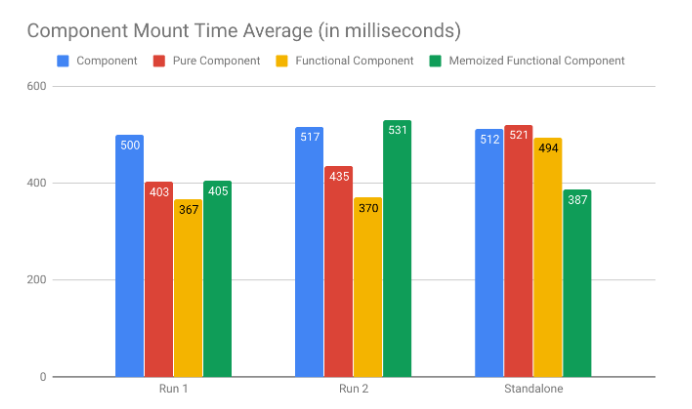 Component Mount Time Average (in milliseconds)
Component Pure Component Functional Component Memoized Functional Component
600
400
200
0
500 403 367 405
517 435 370 531
512 521 494 387
Run 1 Run 2 Standalone